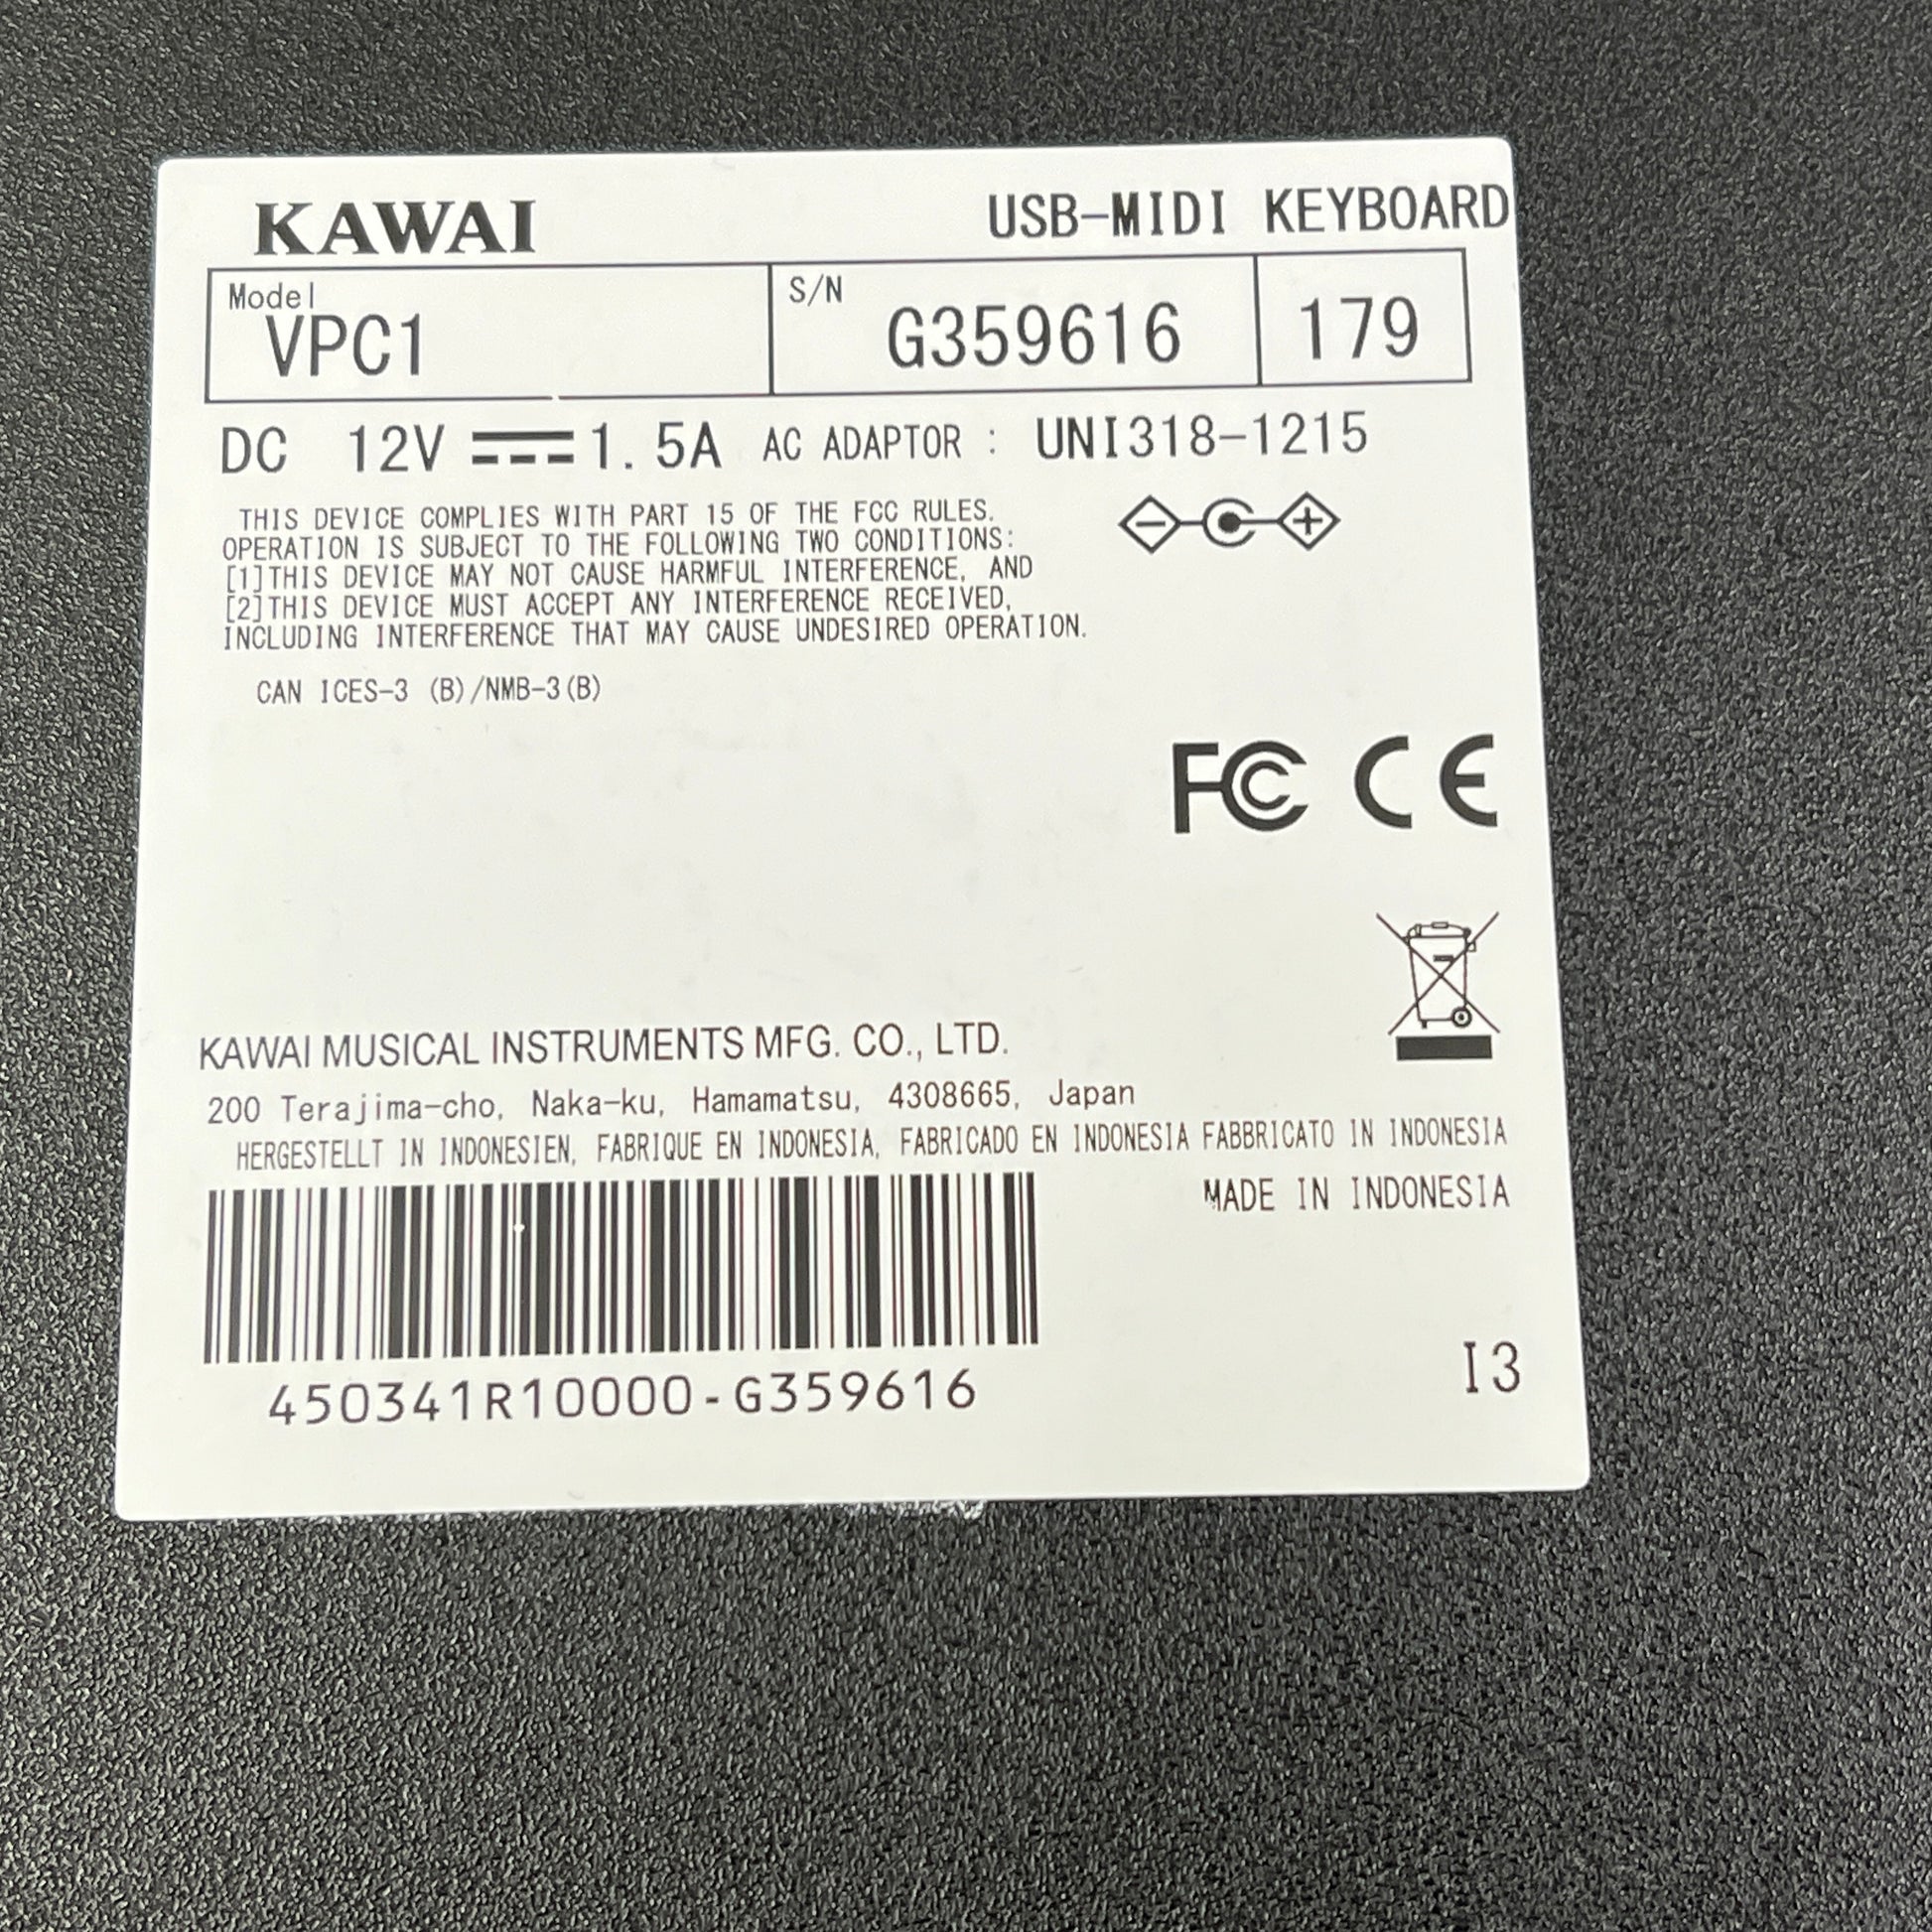 KAWAI USB-MIDI KEYBOARD
Model S/N
VPC1 G359616 179
DC 12V 1.5A AC ADAPTOR : UNI318-1215
THIS DEVICE COMPLIES WITH PART 15 OF THE FCC RULES.
OPERATION IS SUBJECT TO THE FOLLOWING TWO CONDITIONS:
[1]THIS DEVICE MAY NOT CAUSE HARMFUL INTERFERENCE, AND
[2]THIS DEVICE MUST ACCEPT ANY INTERFERENCE RECEIVED,
INCLUDING INTERFERENCE THAT MAY CAUSE UNDESIRED OPERATION.
CAN ICES-3 (B)/NMB-3(B)
FC CE
KAWAI MUSICAL INSTRUMENTS MFG. CO., LTD.
200 Terajima-cho, Naka-ku, Hamamatsu, 4308665, Japan
HERGESTELLT IN INDONESIEN, FABRIQUE EN INDONESIA, FABRICADO EN INDONESIA FABBRICATO IN INDONESIA
MADE IN INDONESIA
450341R10000-G359616
I3